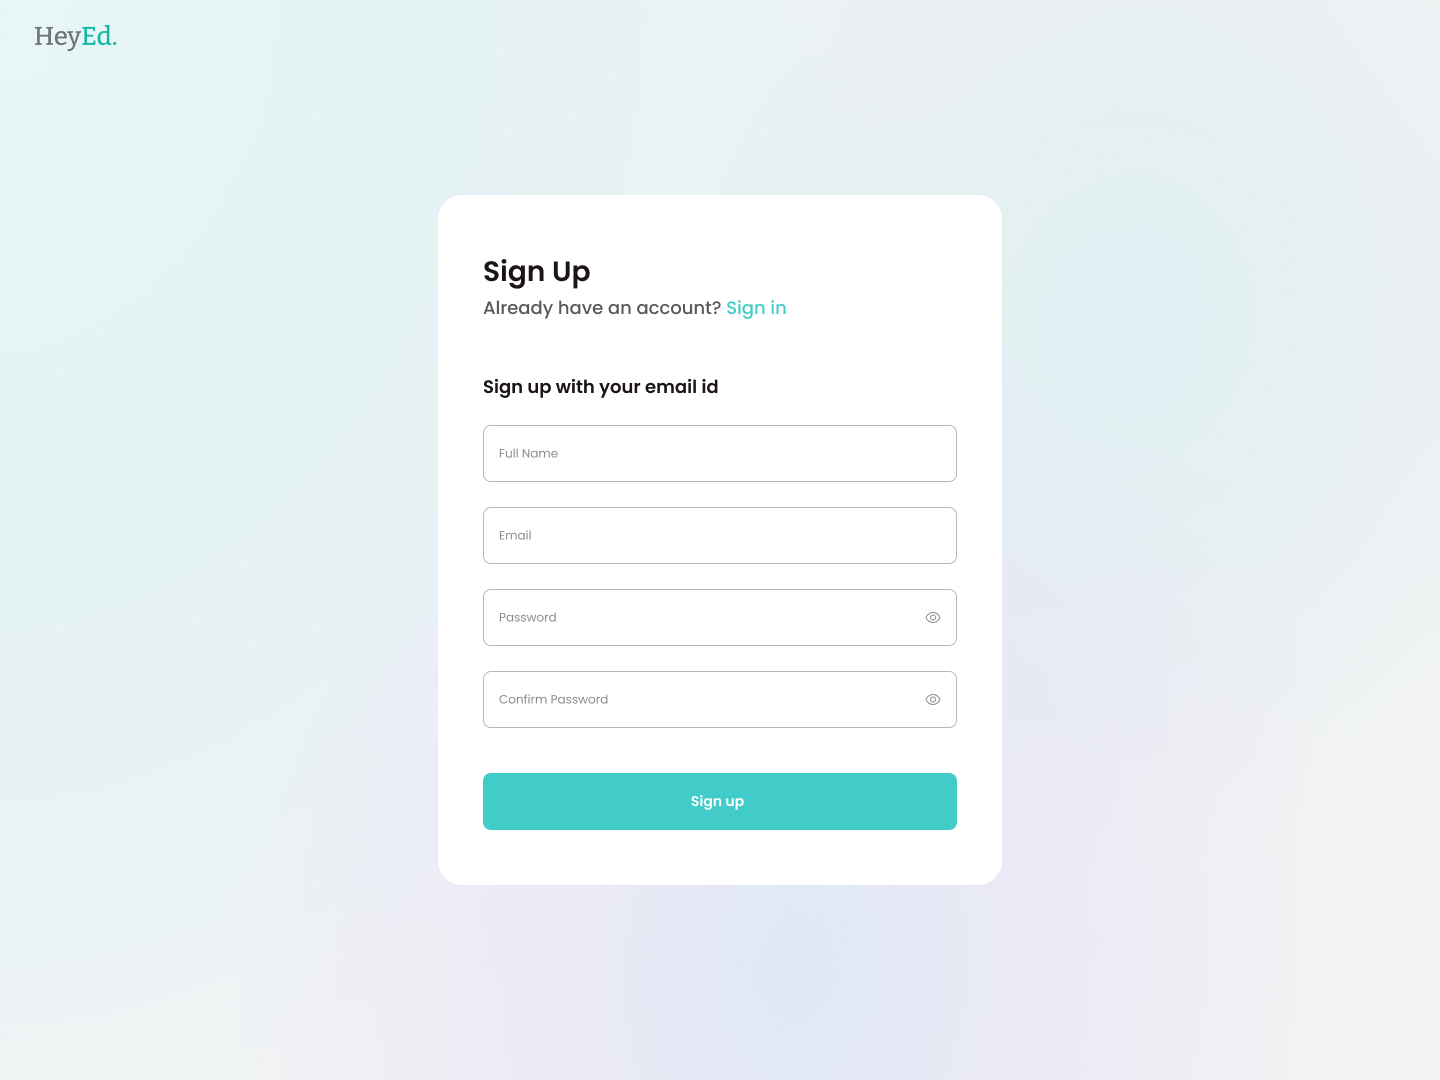 HeyEd.
Sign Up
Already have an account? Sign in
Sign up with your email id
Full Name
Email
Password
Confirm Password
Sign up